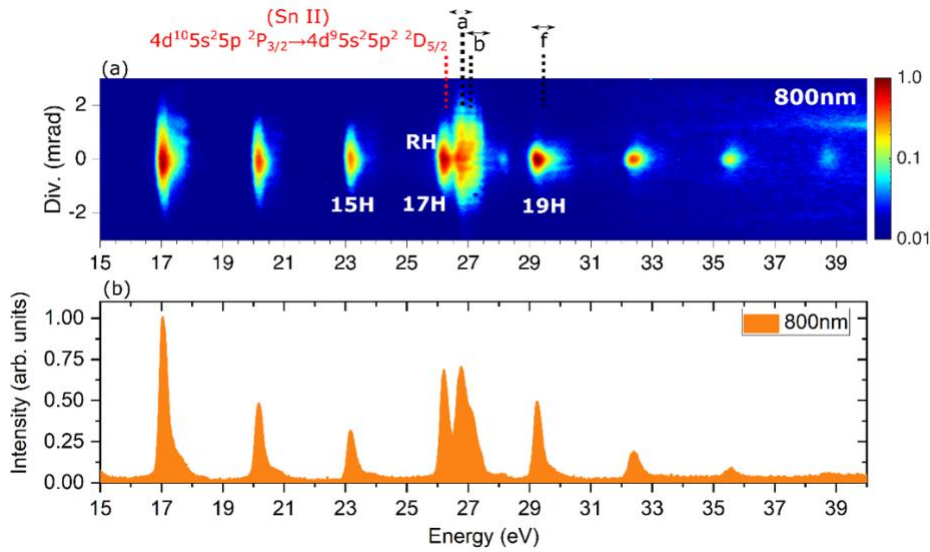 (Sn II)
4d¹⁰5s²5p ²P₃/₂→4d⁹5s²5p² ²D₅/₂
a
b
f
(a)
800nm
1.0
0.1
0.01
Div. (mrad)
2
0
-2
RH
15H
17H
19H
15 17 19 21 23 25 27 29 31 33 35 37 39
(b)
800nm
Intensity (arb. units)
1.00
0.75
0.50
0.25
0.00
15 17 19 21 23 25 27 29 31 33 35 37 39
Energy (eV)